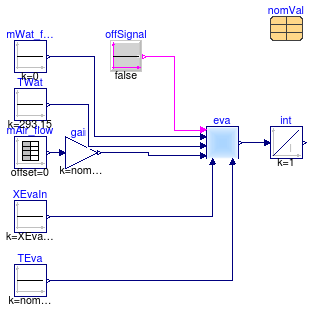 nomVal
mWat_f...
offSignal
k=0
false
TWat
k=293.15
mAir_flow
gai
eva
int
offset=0
k=nom...
k=1
XEvaIn
k=XEva...
TEva
k=nom...